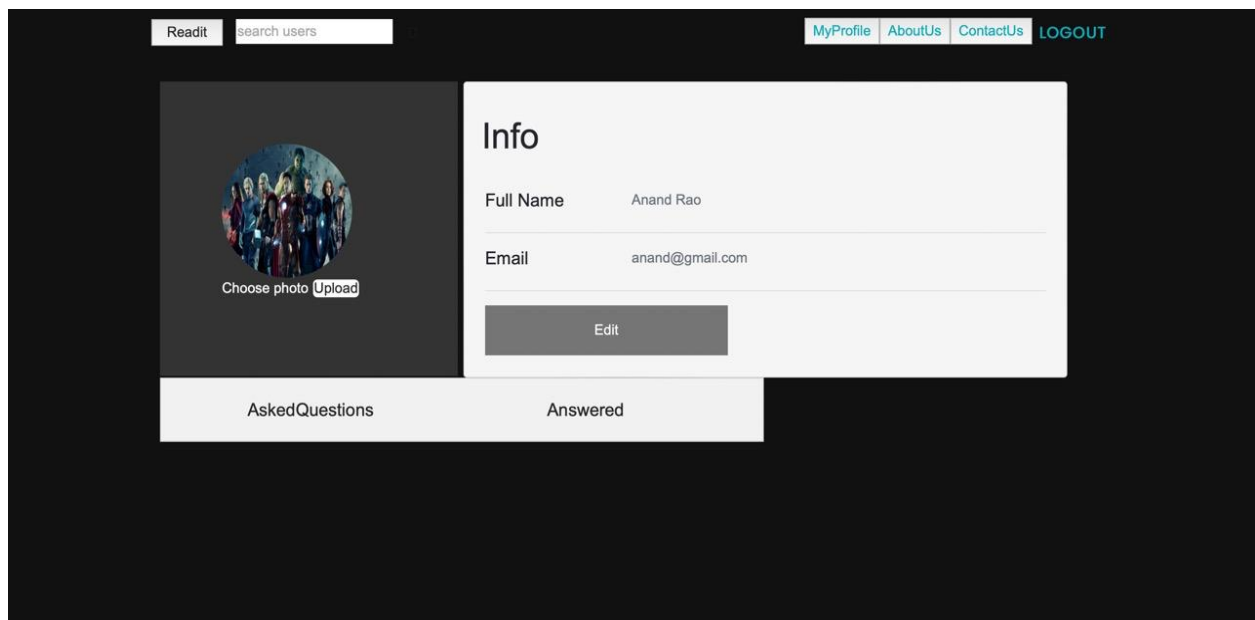 Readit search users MyProfile AboutUs ContactUs LOGOUT
Info
Full Name Anand Rao
Email anand@gmail.com
Choose photo Upload
Edit
AskedQuestions Answered